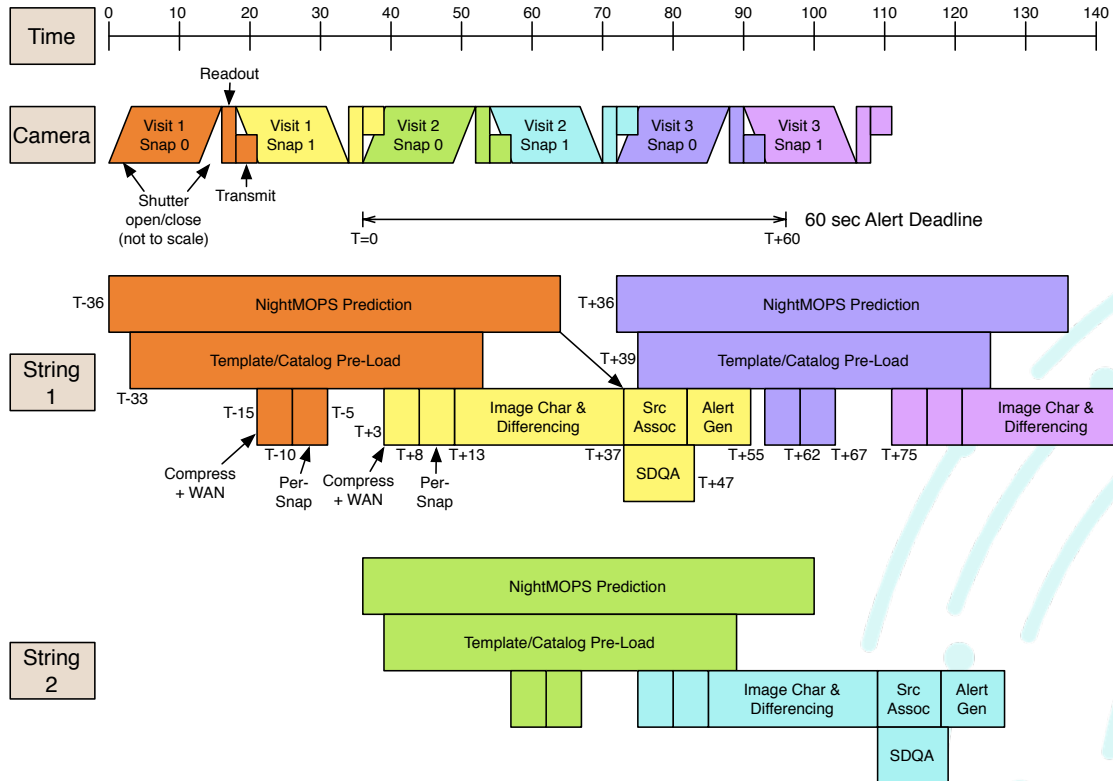 Time
0 10 20 30 40 50 60 70 80 90 100 110 120 130 140
Readout
Camera
Visit 1
Snap 0
Visit 1
Snap 1
Visit 2
Snap 0
Visit 2
Snap 1
Visit 3
Snap 0
Visit 3
Snap 1
Shutter
open/close
(not to scale)
Transmit
60 sec Alert Deadline
T=0
T+60
String
1
T-36
NightMOPS Prediction
T+36
NightMOPS Prediction
Template/Catalog Pre-Load
T+39
Template/Catalog Pre-Load
T-33
T-15
T-5
T+3
Image Char &
Differencing
Src
Assoc
Alert
Gen
Image Char &
Differencing
T-10
T+8
T+13
T+37
T+55
T+62
T+67
T+75
Compress
+ WAN
Per-
Snap
Compress
+ WAN
Per-
Snap
SDQA
T+47
String
2
NightMOPS Prediction
Template/Catalog Pre-Load
Image Char &
Differencing
Src
Assoc
Alert
Gen
SDQA